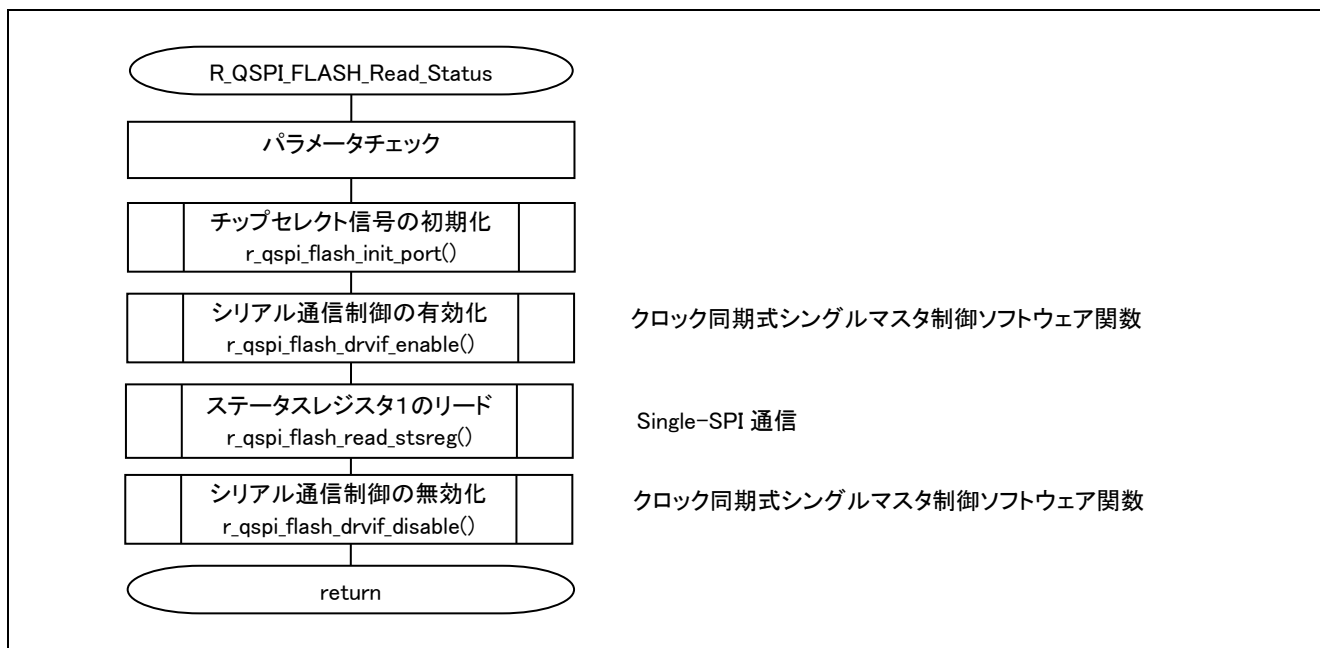 R_QSPI_FLASH_Read_Status
パラメータチェック
チップセレクト信号の初期化
r_qspi_flash_init_port()
シリアル通信制御の有効化
r_qspi_flash_drvif_enable()
クロック同期式シングルマスタ制御ソフトウェア関数
ステータスレジスタ1のリード
r_qspi_flash_read_stsreg()
Single-SPI 通信
シリアル通信制御の無効化
r_qspi_flash_drvif_disable()
クロック同期式シングルマスタ制御ソフトウェア関数
return